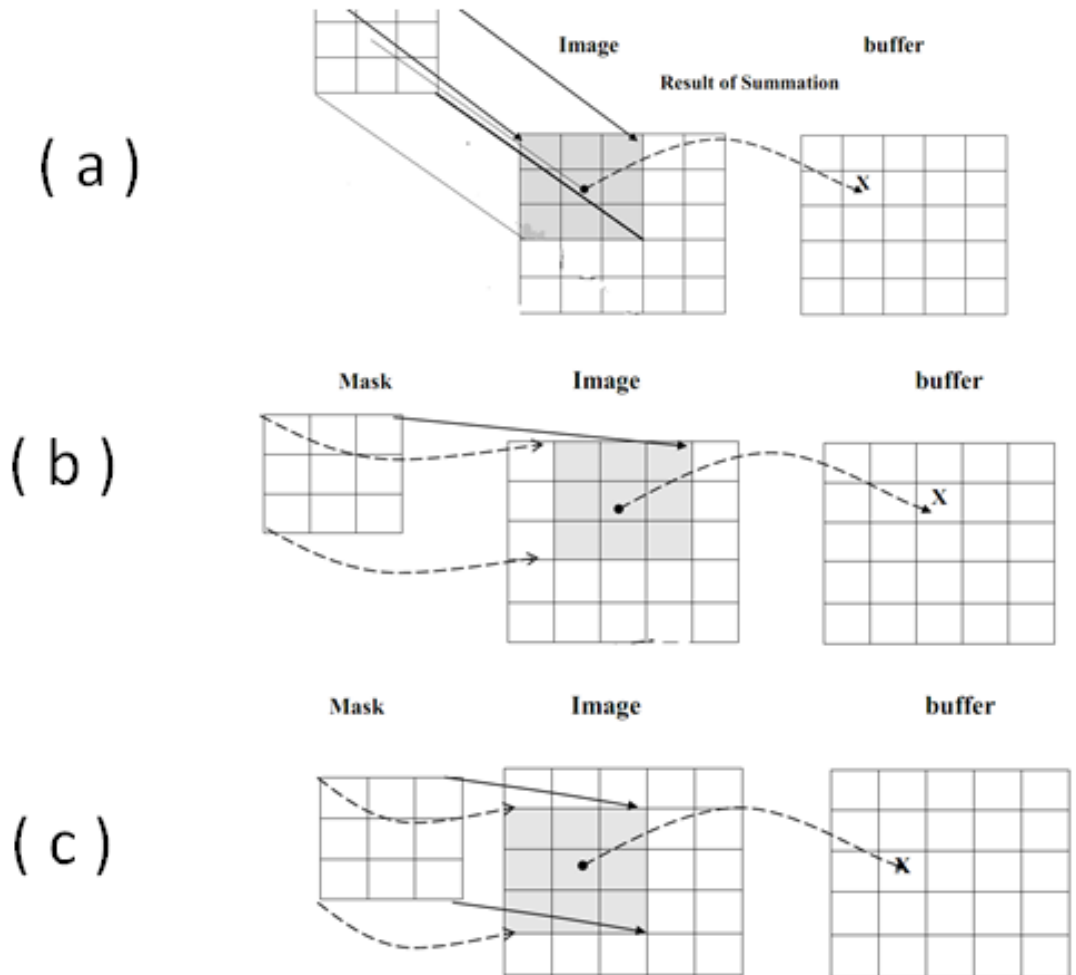 Image buffer
Result of Summation
( a )
X
Mask Image buffer
( b )
X
Mask Image buffer
( c )
X